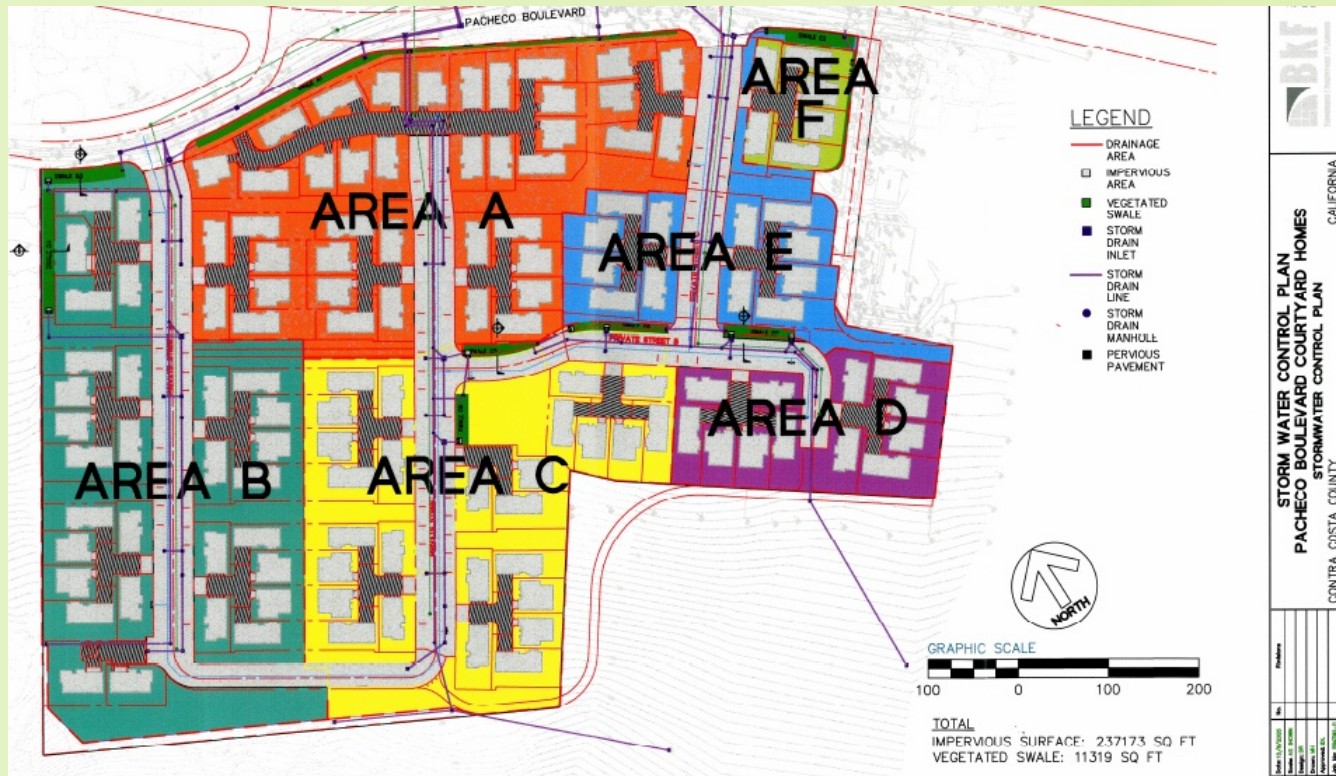 PACHECO BOULEVARD
AREA
F
AREA A
AREA E
AREA B
AREA C
AREA D
PRIVATE STREET B
LEGEND
DRAINAGE
AREA
IMPERVIOUS
AREA
VEGETATED
SWALE
STORM
DRAIN
INLET
STORM
DRAIN
LINE
STORM
DRAIN
MANHOLE
PERVIOUS
PAVEMENT
NORTH
GRAPHIC SCALE
100 0 100 200
TOTAL
IMPERVIOUS SURFACE: 237173 SQ FT
VEGETATED SWALE: 11319 SQ FT
BKF
STORM WATER CONTROL PLAN
PACHECO BOULEVARD COURTYARD HOMES
STORMWATER CONTROL PLAN
CONTRA COSTA COUNTY CALIFORNIA
No. Revisions